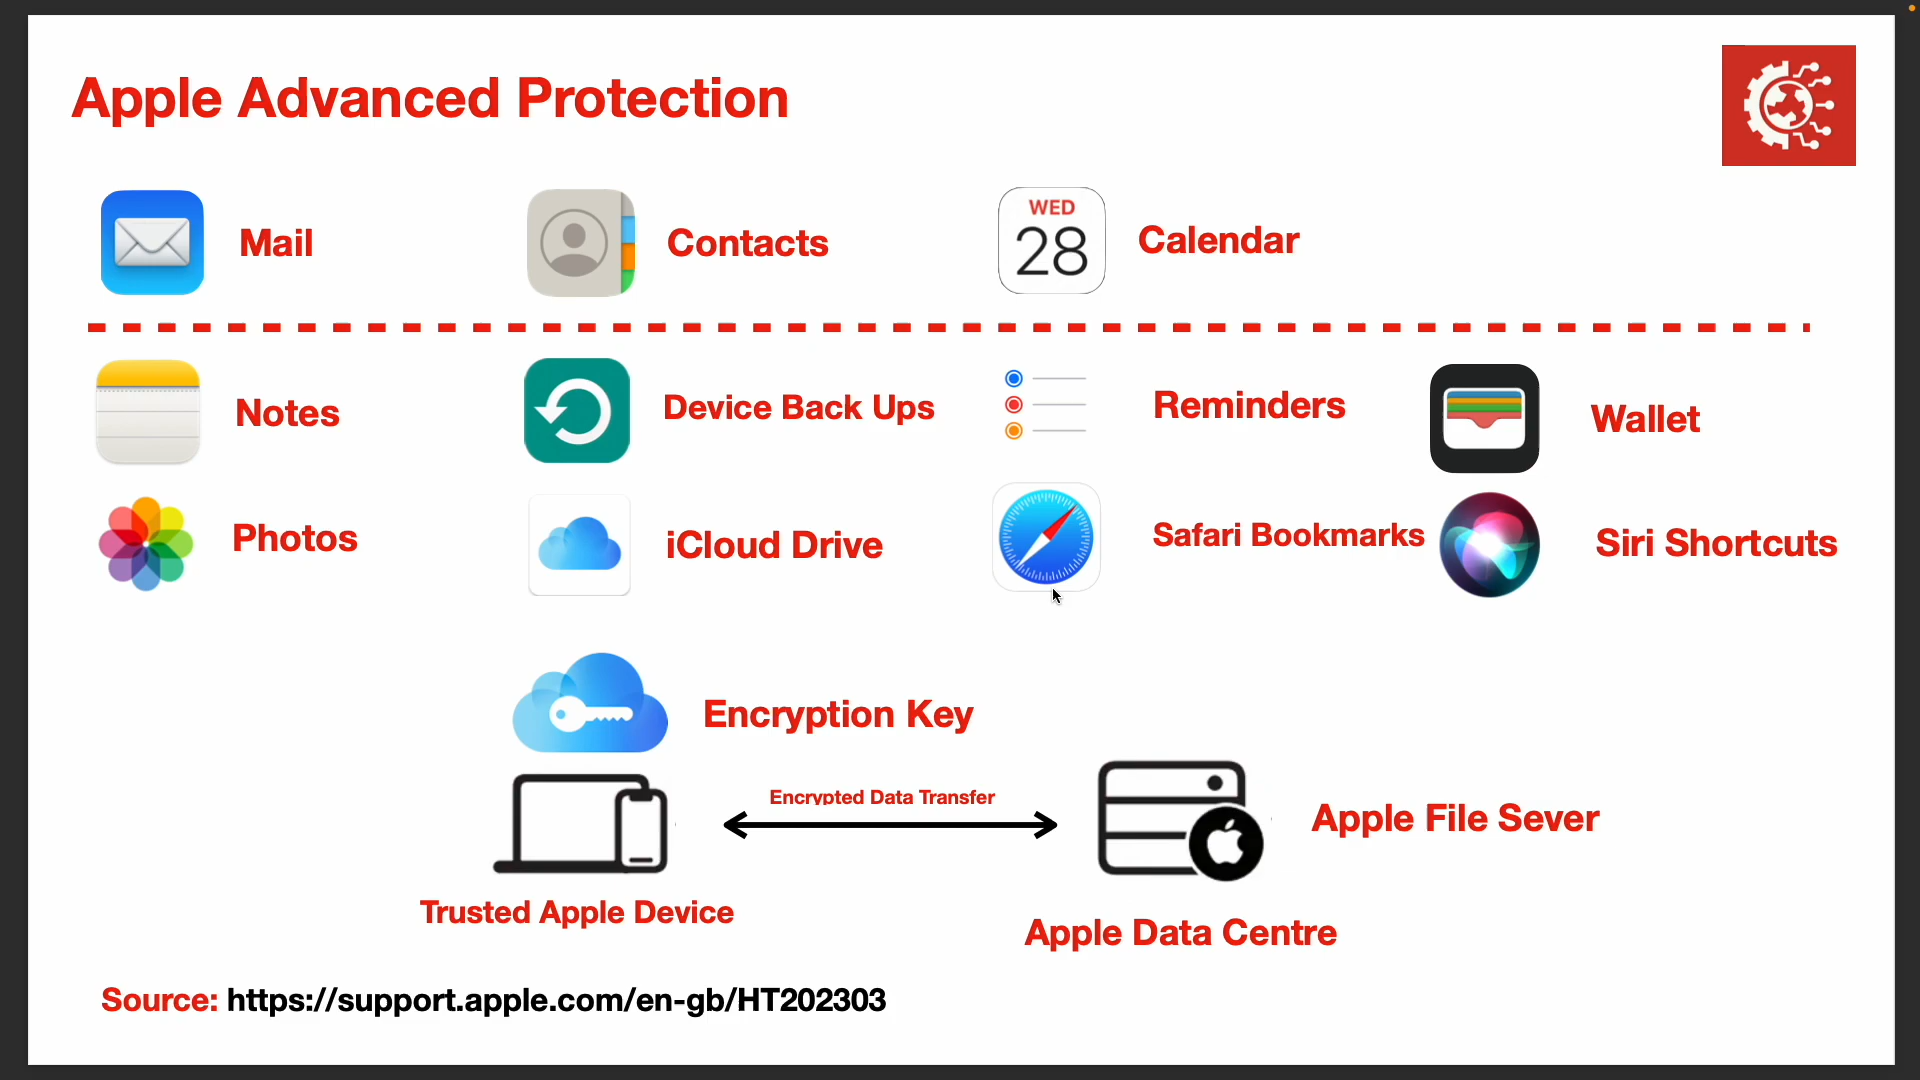 Apple Advanced Protection
Mail
Contacts
WED
28
Calendar
Notes
Device Back Ups
Reminders
Wallet
Photos
iCloud Drive
Safari Bookmarks
Siri Shortcuts
Encryption Key
Encrypted Data Transfer
Apple File Sever
Trusted Apple Device
Apple Data Centre
Source: https://support.apple.com/en-gb/HT202303